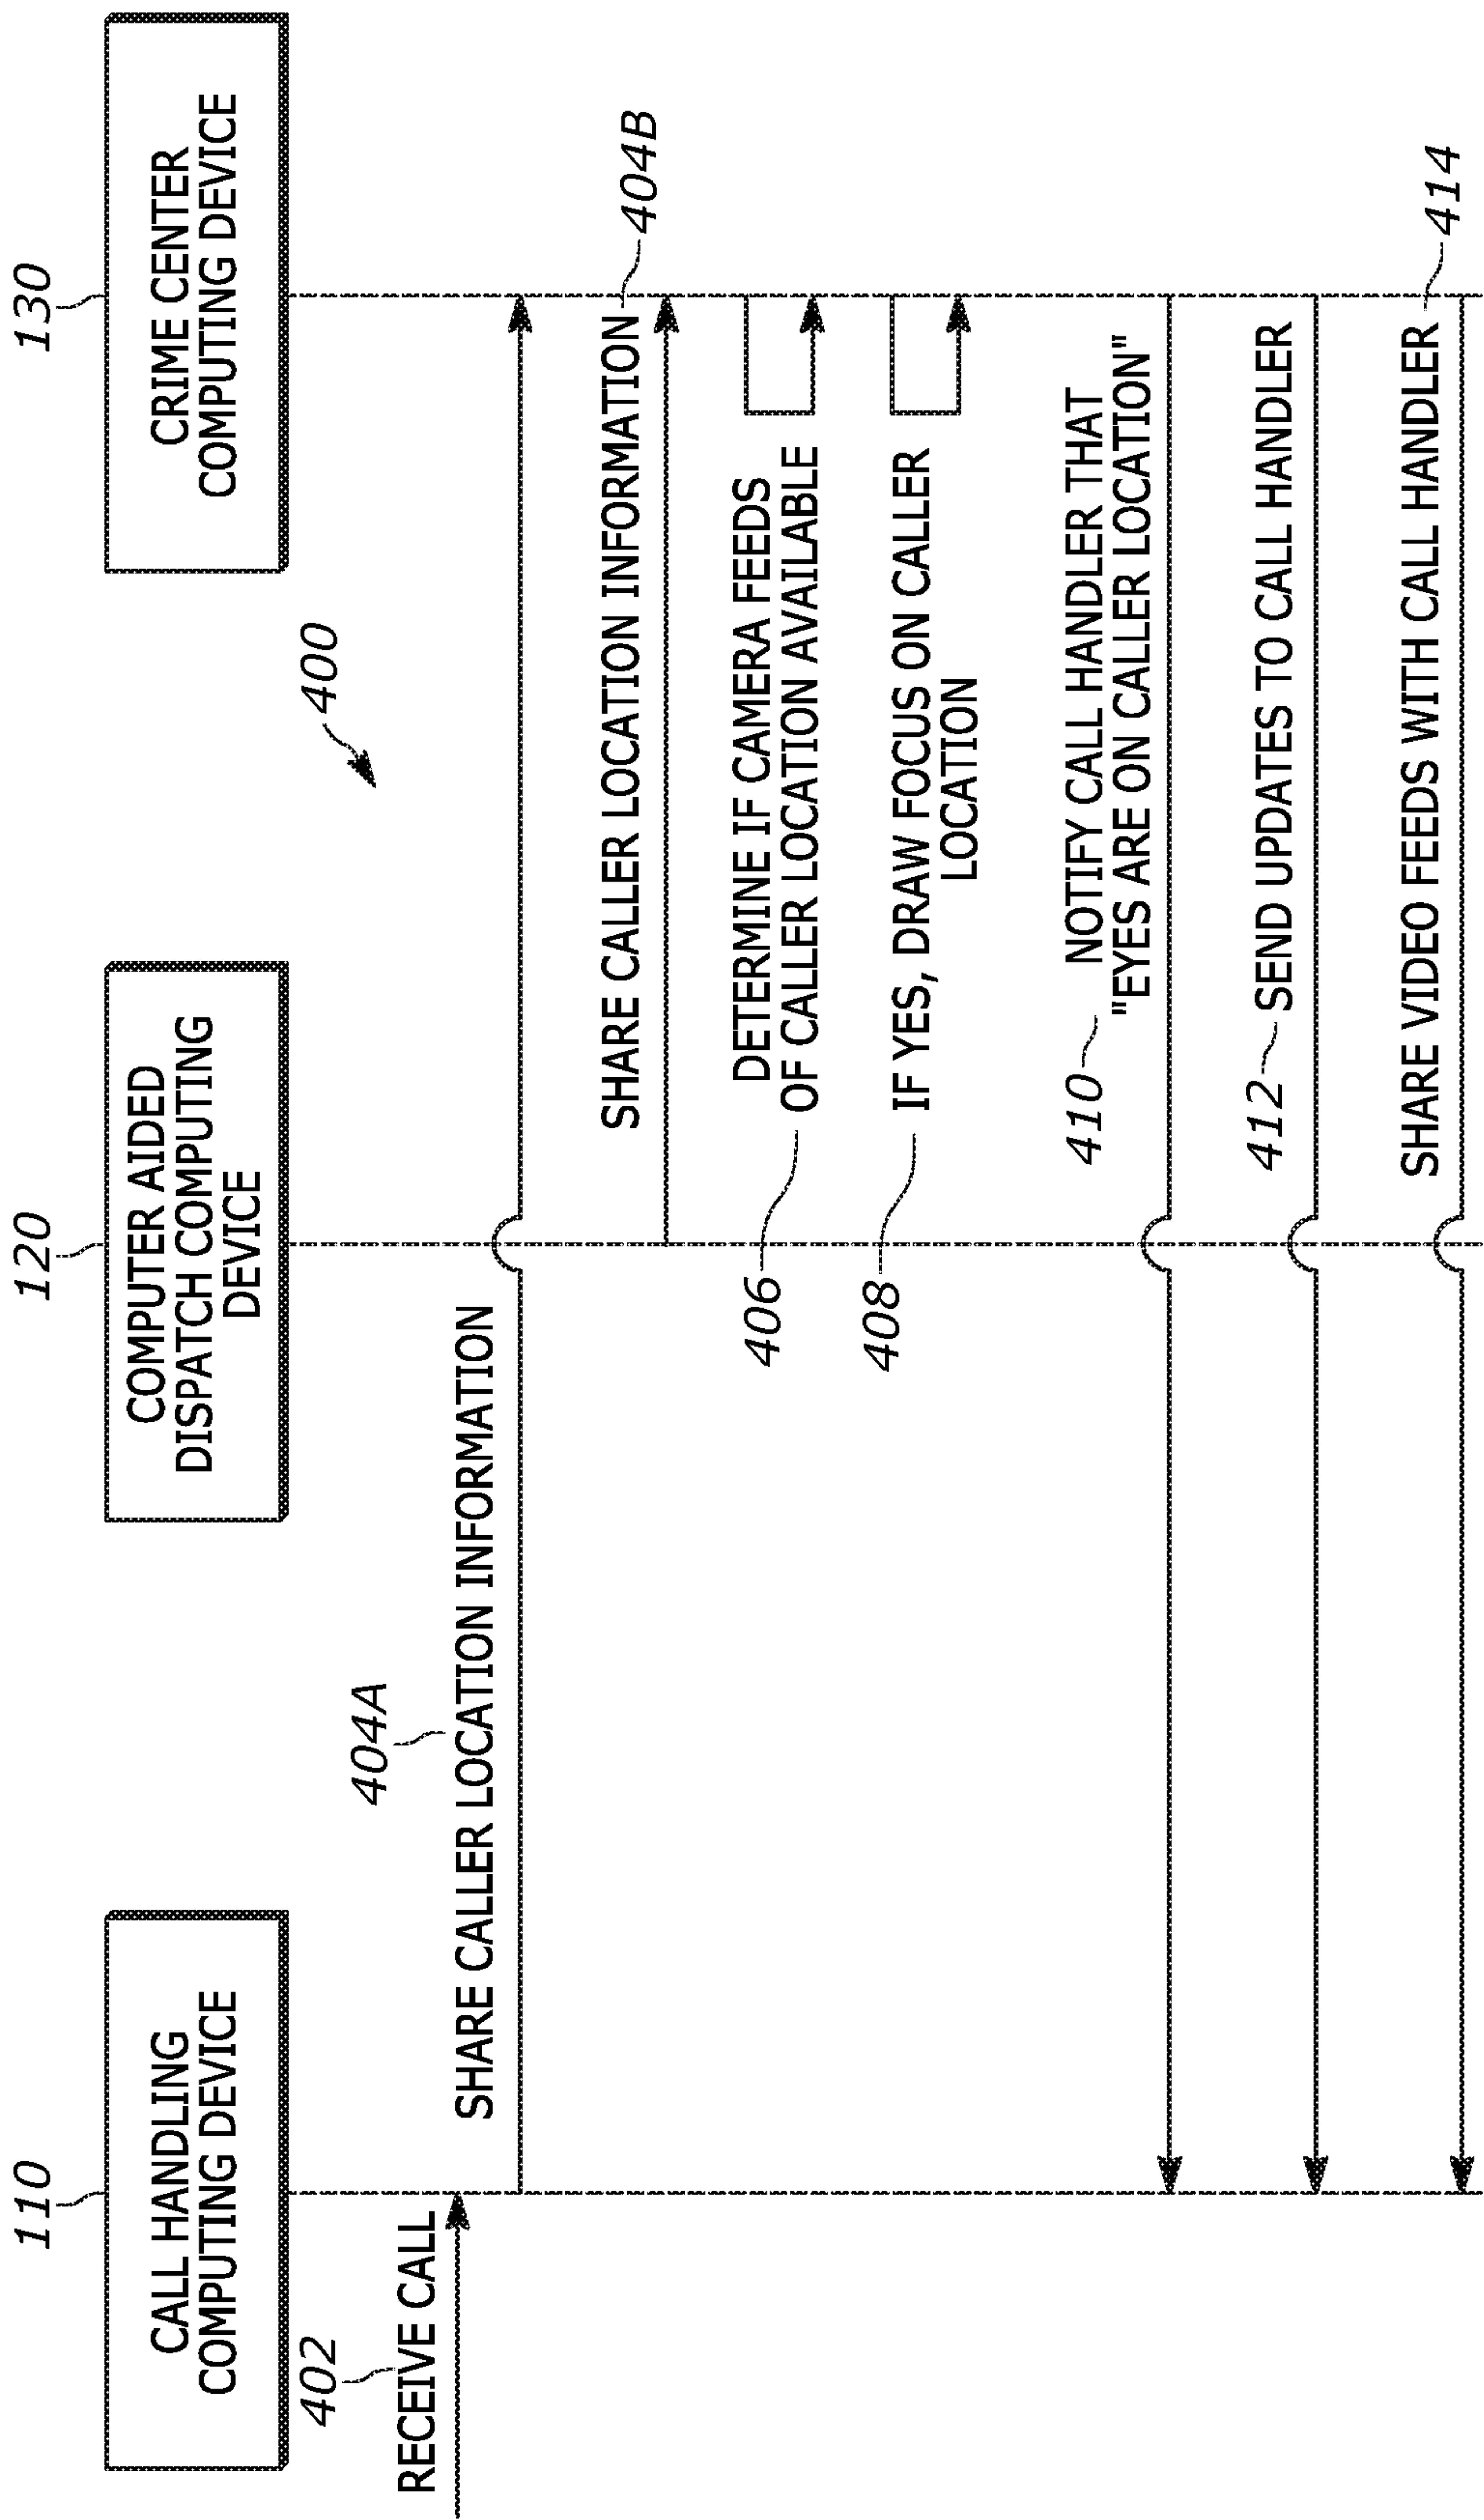 110
120
130
CALL HANDLING
COMPUTING DEVICE
COMPUTER AIDED
DISPATCH COMPUTING
DEVICE
CRIME CENTER
COMPUTING DEVICE
400
402
RECEIVE CALL
404A
SHARE CALLER LOCATION INFORMATION
SHARE CALLER LOCATION INFORMATION
404B
406
DETERMINE IF CAMERA FEEDS
OF CALLER LOCATION AVAILABLE
408
IF YES, DRAW FOCUS ON CALLER
LOCATION
410
NOTIFY CALL HANDLER THAT
"EYES ARE ON CALLER LOCATION"
412
SEND UPDATES TO CALL HANDLER
SHARE VIDEO FEEDS WITH CALL HANDLER
414